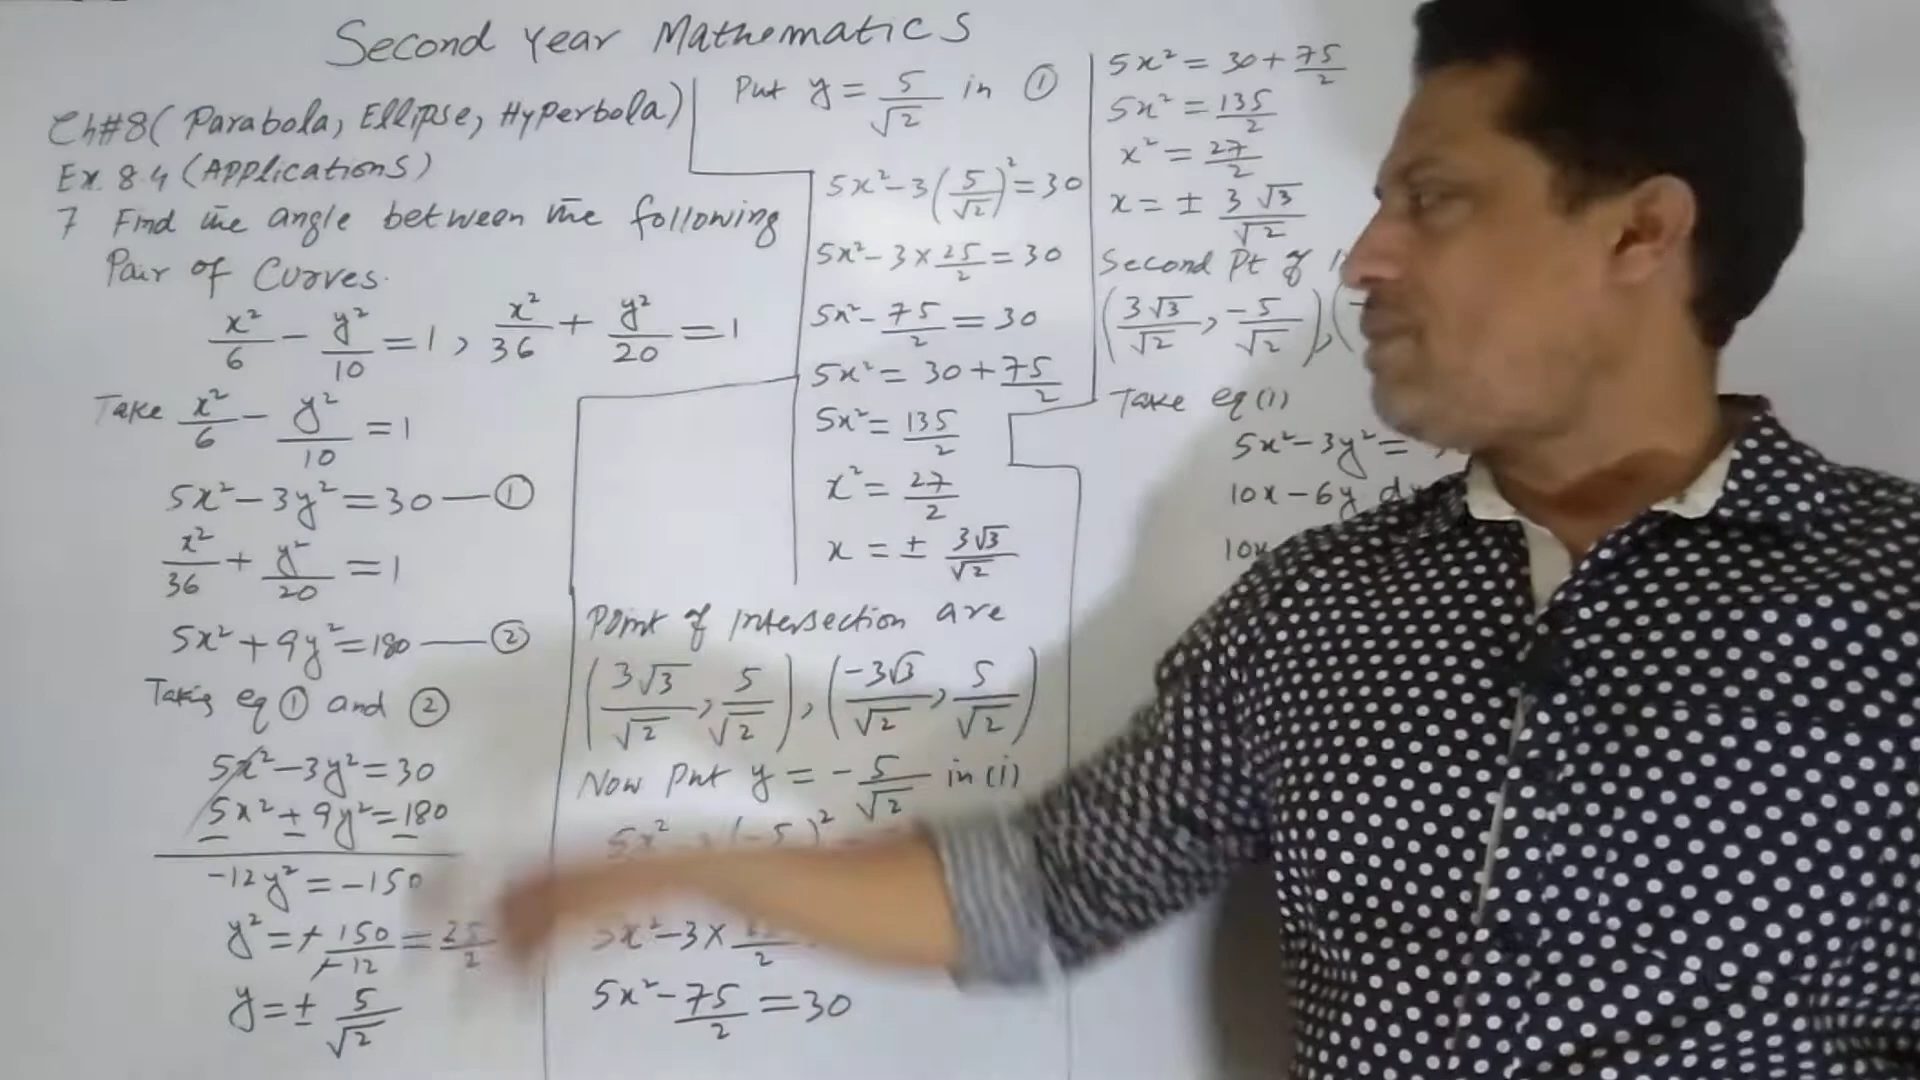 Second Year Mathematics
Ch#8( Parabola, Ellipse, Hyperbola)
Ex. 8.4 (Applications)
7 Find the angle between the following
Pair of Curves.
x²/6 - y²/10 = 1, x²/36 + y²/20 = 1
Take x²/6 - y²/10 = 1
5x² - 3y² = 30 — ①
x²/36 + y²/20 = 1
5x² + 9y² = 180 — ②
Taking eq ① and ②
5x² - 3y² = 30
5x² ± 9y² = 180
-12y² = -150
y² = + 150/-12 = 25/2
y = ± 5/√2
Put y = 5/√2 in ①
5x² - 3(5/√2)² = 30
5x² - 3 × 25/2 = 30
5x² - 75/2 = 30
5x² = 30 + 75/2
5x² = 135/2
x² = 27/2
x = ± 3√3/√2
Point of intersection are
(3√3/√2, 5/√2), (-3√3/√2, 5/√2)
Now Put y = -5/√2 in (1)
5x²
x² - 3 ×
5x² - 75/2 = 30
5x² = 30 + 75/2
5x² = 135/2
x² = 27/2
x = ± 3√3/√2
Second Pt of
(3√3/√2, -5/√2), (
Take eq (1)
5x² - 3y² =
10x - 6y
10x